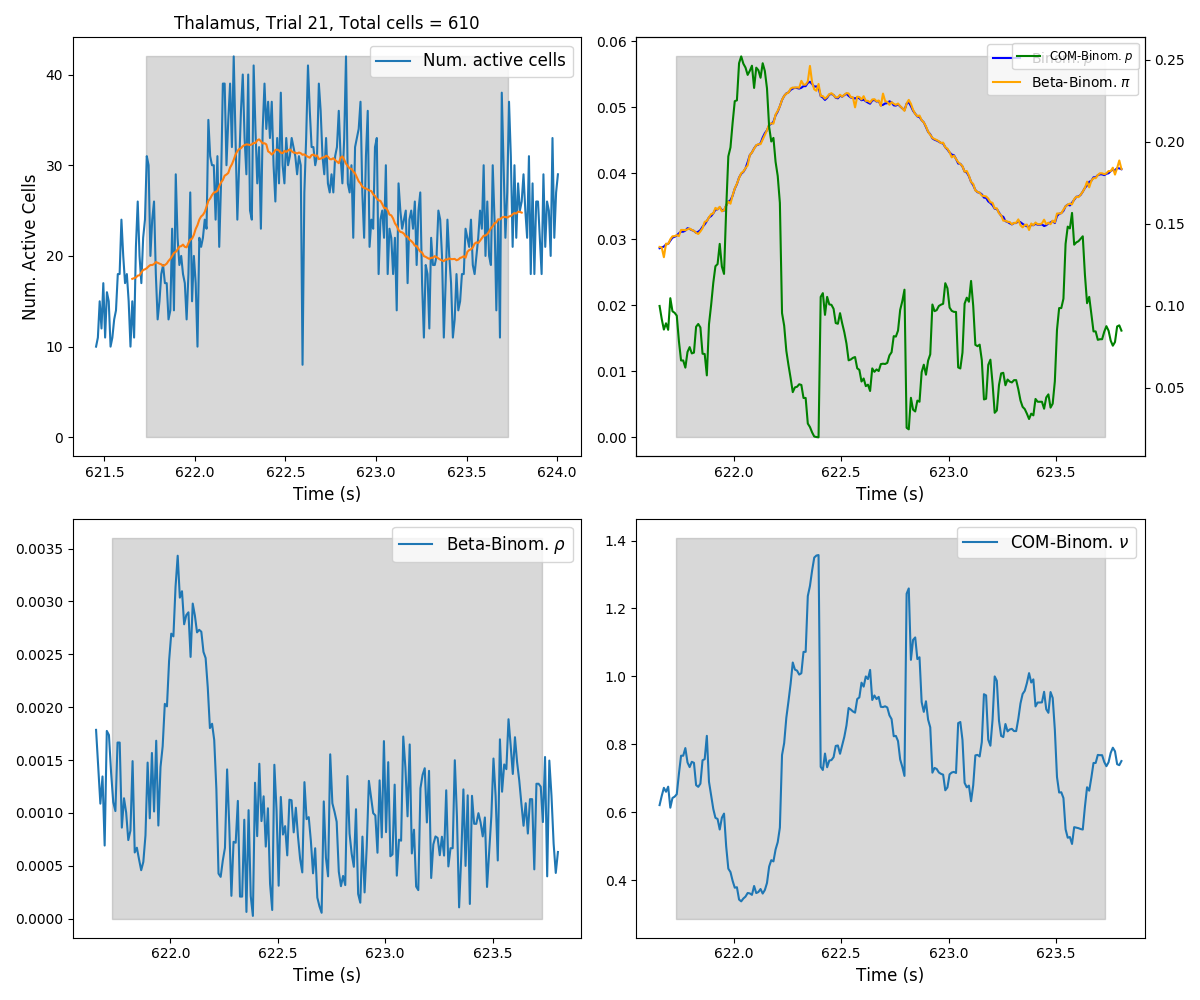 Thalamus, Trial 21, Total cells = 610
Num. active cells
Num. Active Cells
40
30
20
10
0
621.5 622.0 622.5 623.0 623.5 624.0
Time (s)
COM-Binom. p
Beta-Binom. π
0.06
0.05
0.04
0.03
0.02
0.01
0.00
0.25
0.20
0.15
0.10
0.05
622.0 622.5 623.0 623.5
Time (s)
Beta-Binom. ρ
0.0035
0.0030
0.0025
0.0020
0.0015
0.0010
0.0005
0.0000
622.0 622.5 623.0 623.5
Time (s)
COM-Binom. ν
1.4
1.2
1.0
0.8
0.6
0.4
622.0 622.5 623.0 623.5
Time (s)